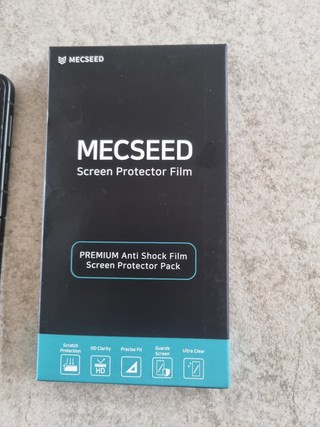 MECSEED
MECSEED
Screen Protector Film
PREMIUM Anti Shock Film
Screen Protector Pack
Scratch
Protection
HD Clarity
Precise Fit
Guards
Screen
Ultra Clear
HD